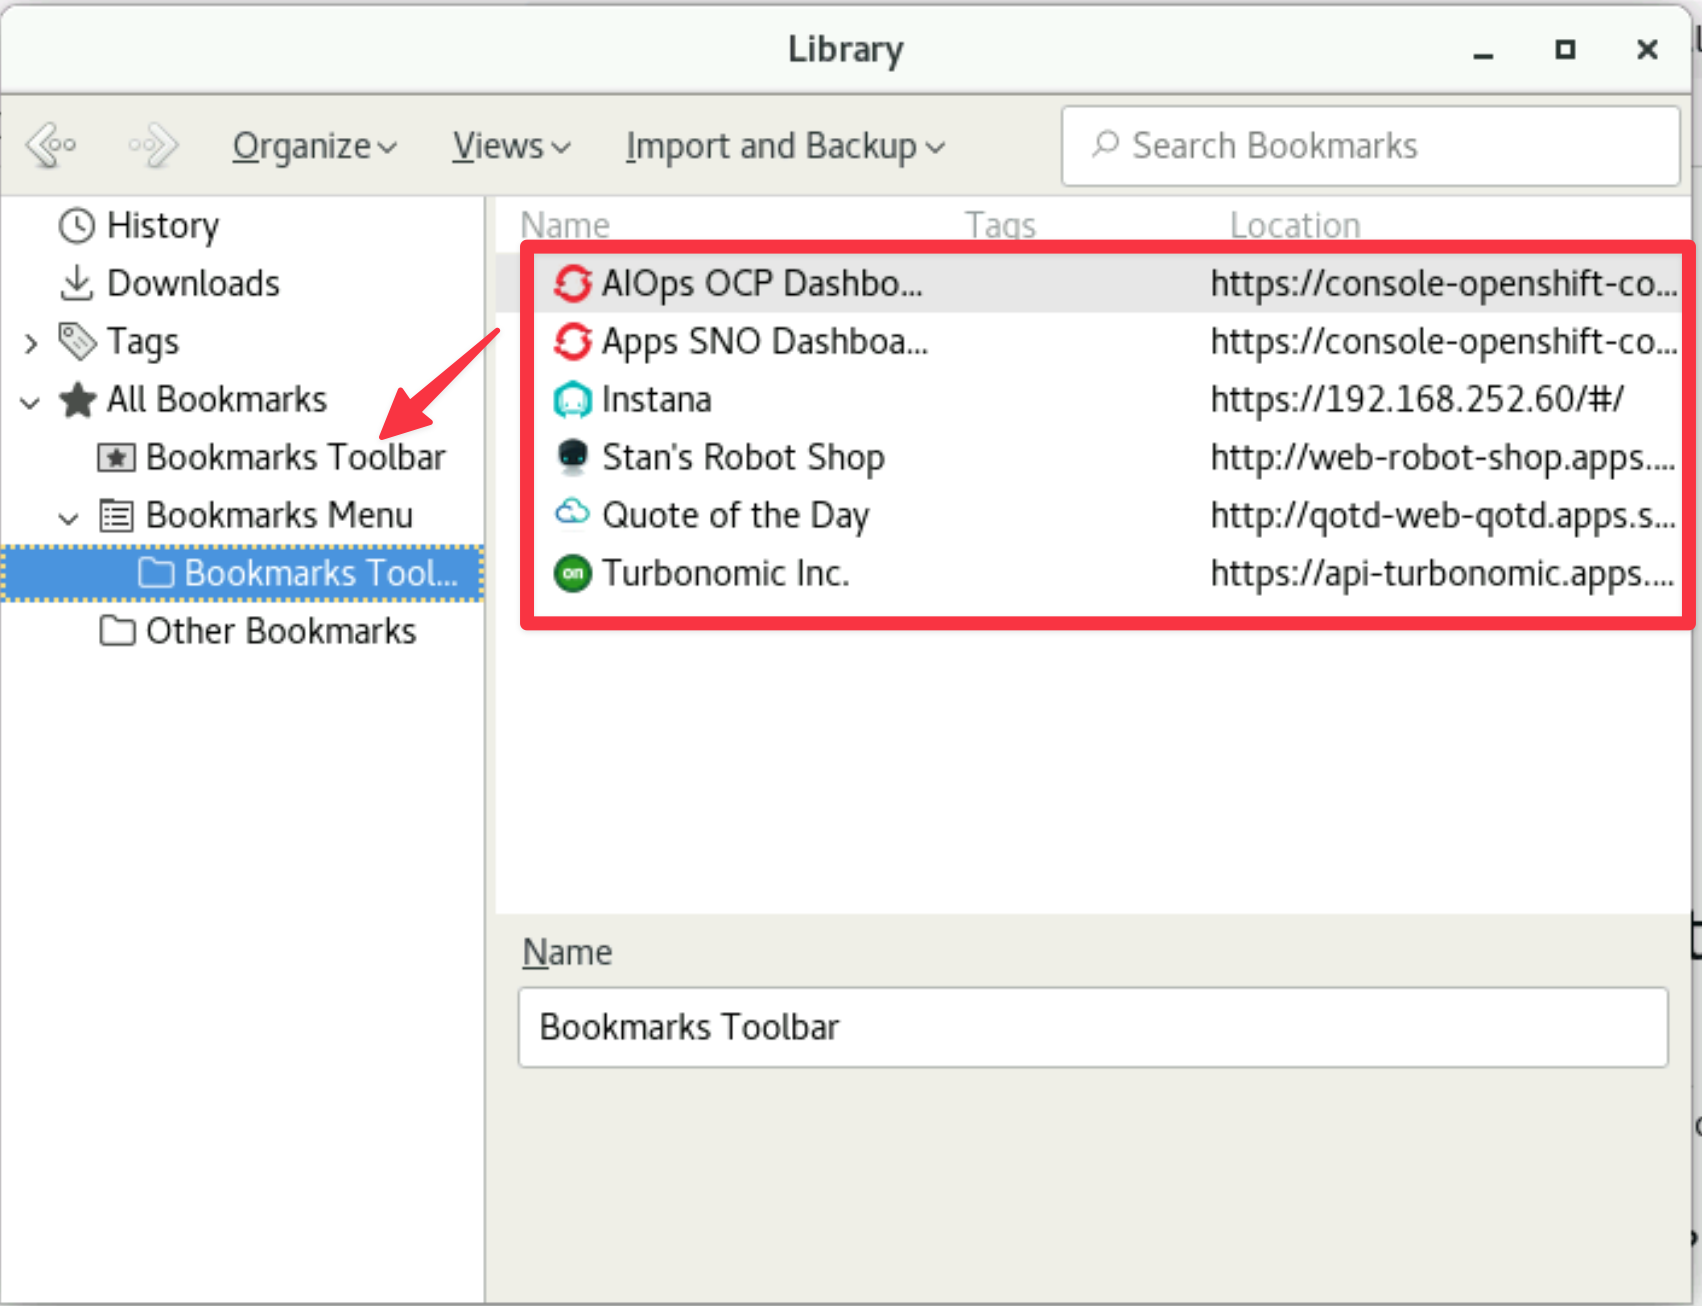 Library
Organize Views Import and Backup Search Bookmarks
History
Downloads
Tags
All Bookmarks
Bookmarks Toolbar
Bookmarks Menu
Bookmarks Tool...
Other Bookmarks
Name Tags Location
AIOps OCP Dashbo... https://console-openshift-co...
Apps SNO Dashboa... https://console-openshift-co...
Instana https://192.168.252.60/#/
Stan's Robot Shop http://web-robot-shop.apps....
Quote of the Day http://qotd-web-qotd.apps.s...
on Turbonomic Inc. https://api-turbonomic.apps....
Name
Bookmarks Toolbar